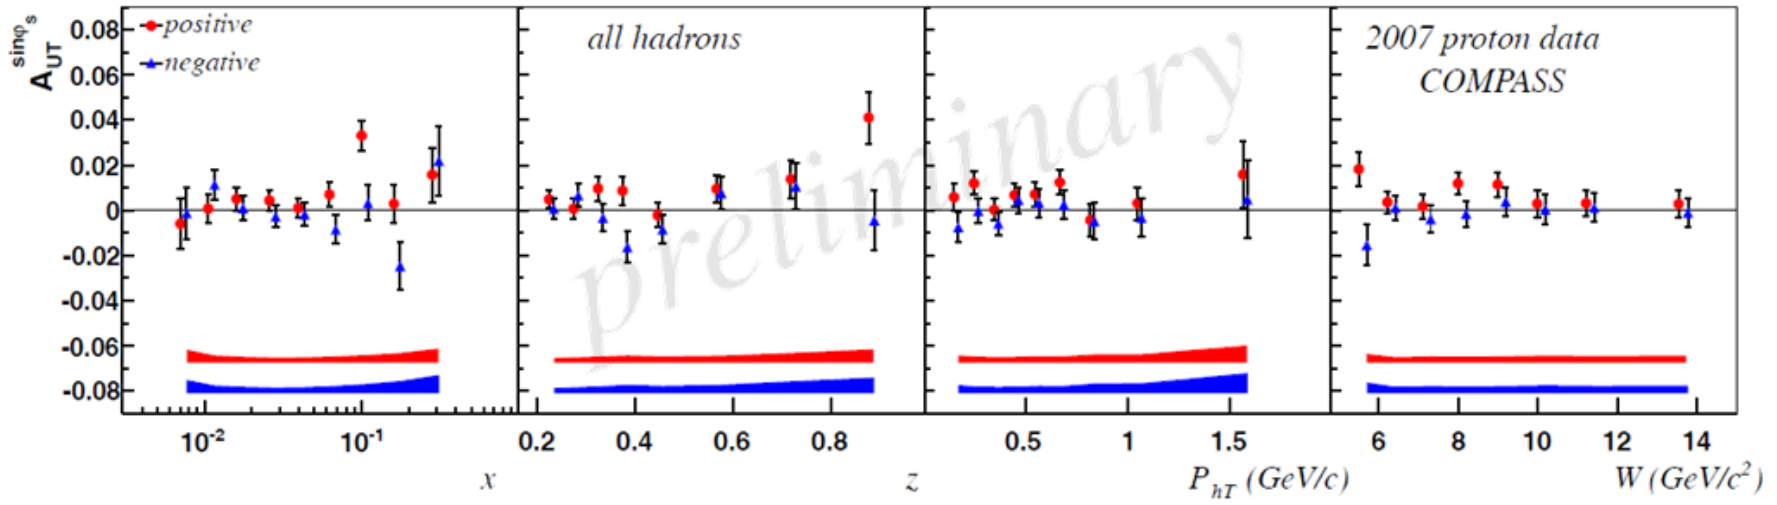 A_UT^sinφ_s
positive
negative
all hadrons
2007 proton data
COMPASS
preliminary
0.08
0.06
0.04
0.02
0
-0.02
-0.04
-0.06
-0.08
10^-2 10^-1
0.2 0.4 0.6 0.8
0.5 1 1.5
6 8 10 12 14
x
z
P_hT (GeV/c)
W (GeV/c^2)